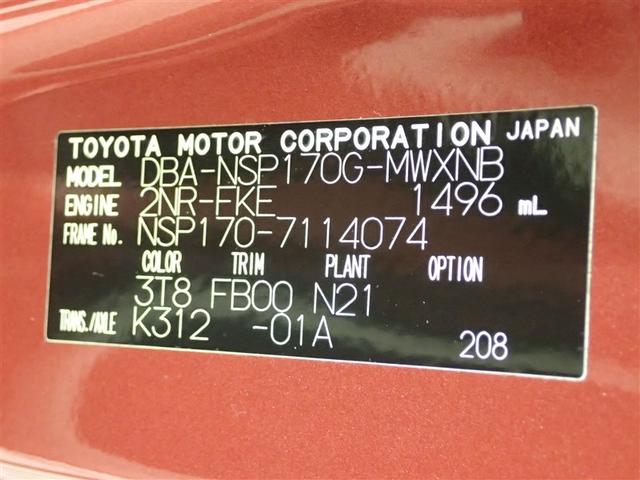 TOYOTA MOTOR CORPORATION JAPAN
MODEL DBA-NSP170G-MWXNB
ENGINE 2NR-FKE 1496 mL
FRAME No. NSP170-7114074
COLOR TRIM PLANT OPTION
3T8 FB00 N21
TRANS./AXLE K312 -01A
208